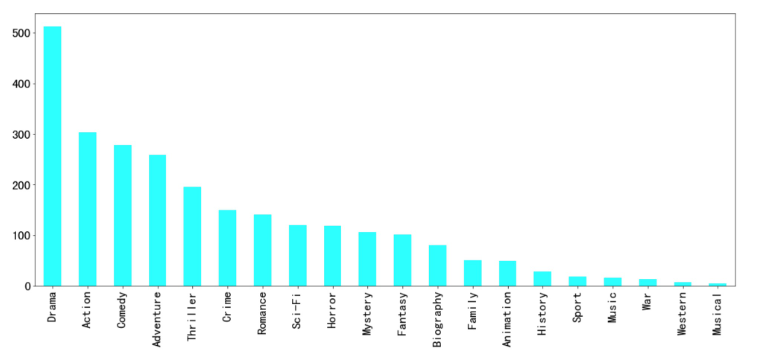 500
400
300
200
100
0
Drama
Action
Comedy
Adventure
Thriller
Crime
Romance
Sci-Fi
Horror
Mystery
Fantasy
Biography
Family
Animation
History
Sport
Music
War
Western
Musical